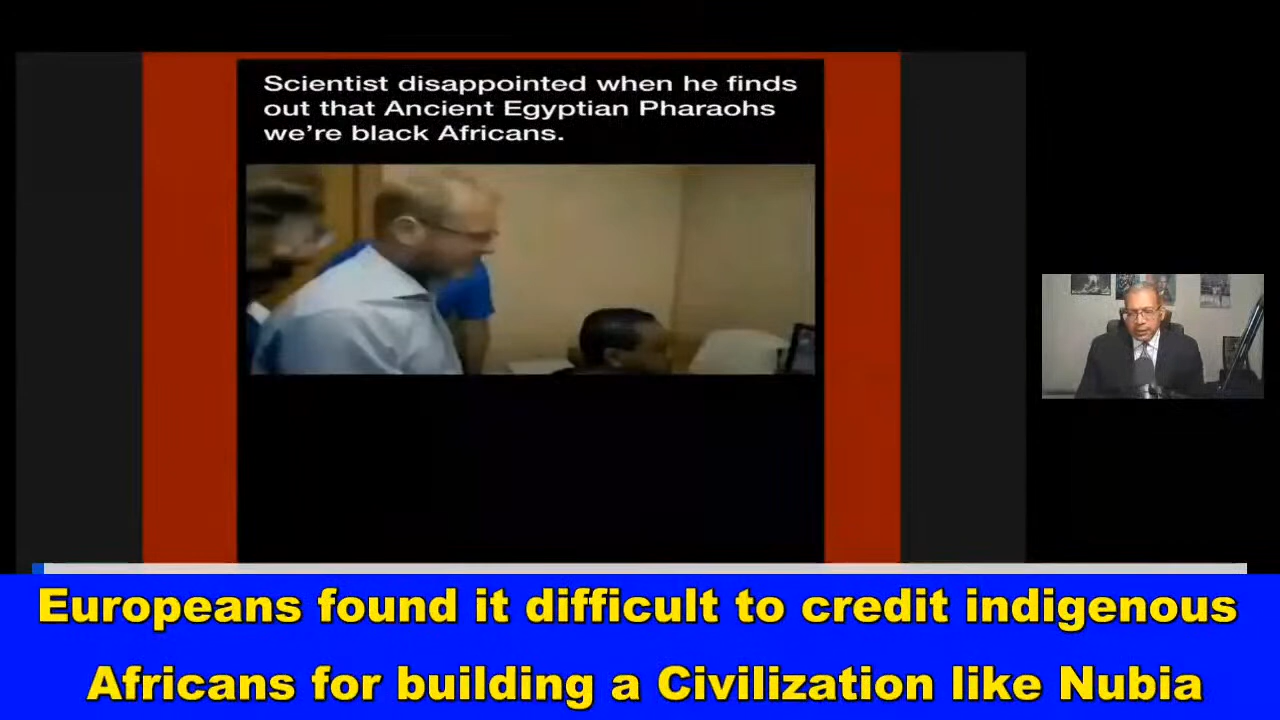 Scientist disappointed when he finds
out that Ancient Egyptian Pharaohs
we're black Africans.
Europeans found it difficult to credit indigenous
Africans for building a Civilization like Nubia